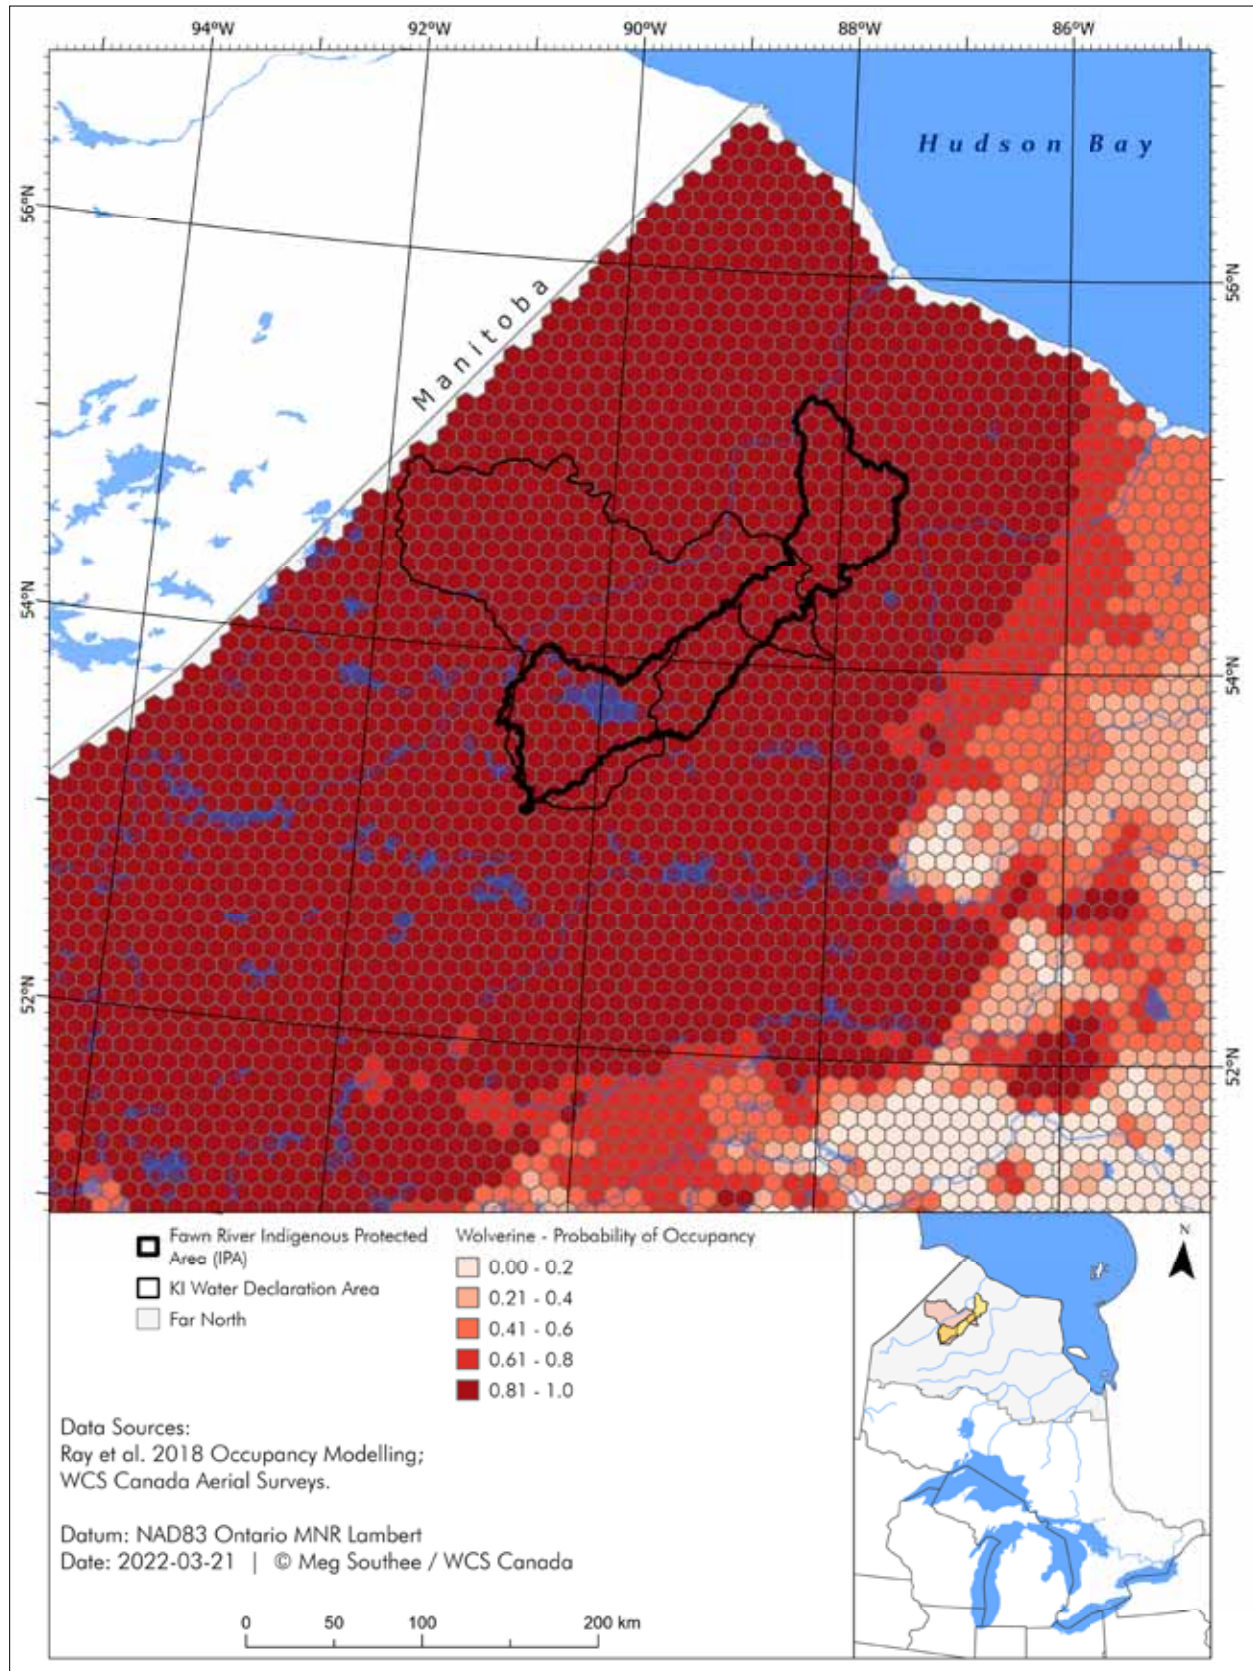 94°W 92°W 90°W 88°W 86°W
Hudson Bay
56°N
56°N
Manitoba
54°N
54°N
52°N
52°N
Fawn River Indigenous Protected
Area (IPA)
KI Water Declaration Area
Far North
Wolverine - Probability of Occupancy
0.00 - 0.2
0.21 - 0.4
0.41 - 0.6
0.61 - 0.8
0.81 - 1.0
N
Data Sources:
Ray et al. 2018 Occupancy Modelling;
WCS Canada Aerial Surveys.
Datum: NAD83 Ontario MNR Lambert
Date: 2022-03-21 | © Meg Southee / WCS Canada
0 50 100 200 km